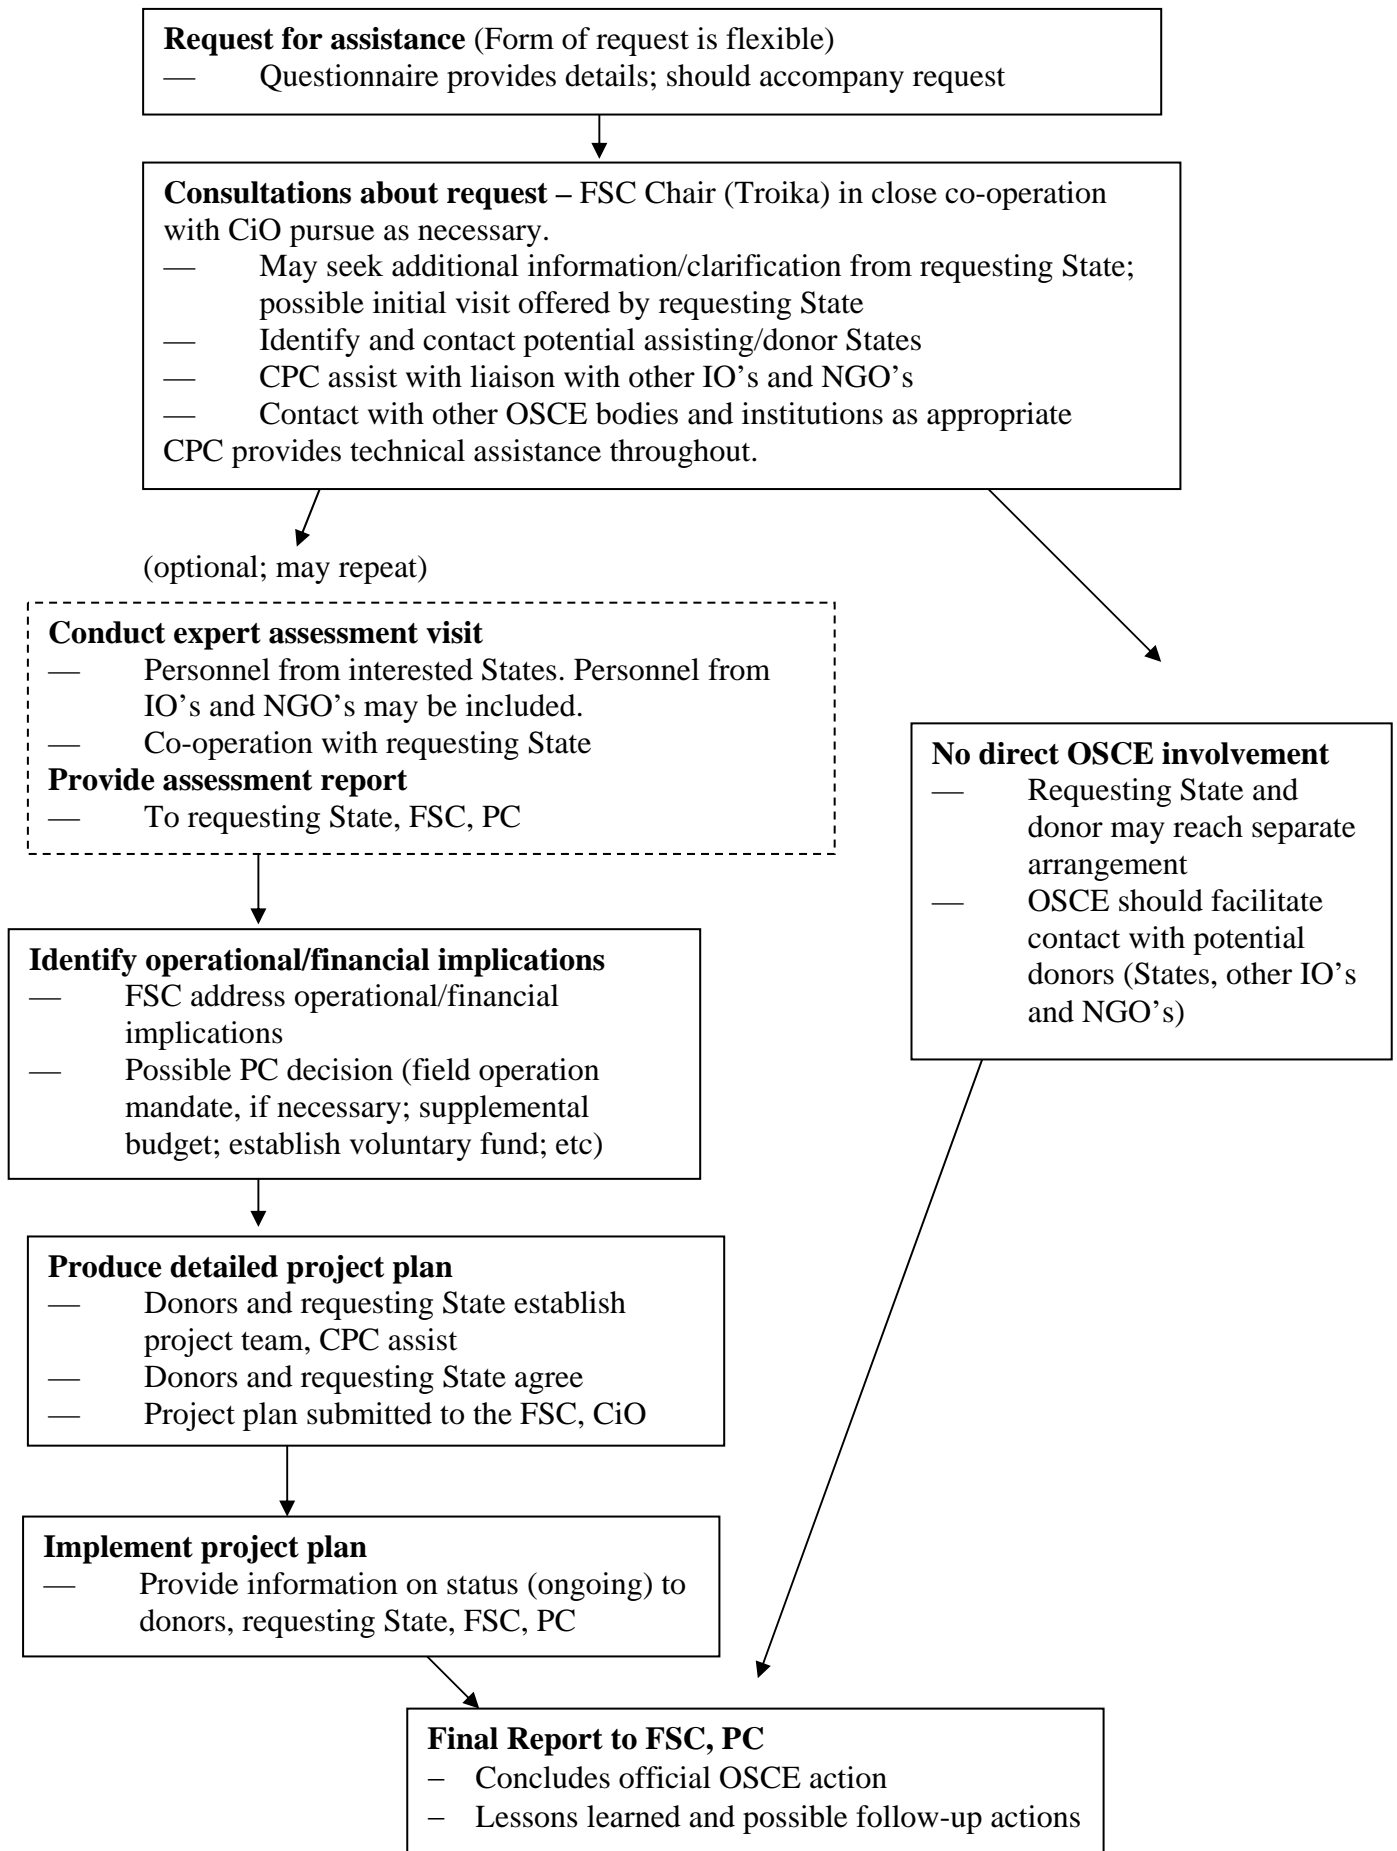 Request for assistance (Form of request is flexible)
— Questionnaire provides details; should accompany request
Consultations about request – FSC Chair (Troika) in close co-operation
with CiO pursue as necessary.
— May seek additional information/clarification from requesting State;
possible initial visit offered by requesting State
— Identify and contact potential assisting/donor States
— CPC assist with liaison with other IO’s and NGO’s
— Contact with other OSCE bodies and institutions as appropriate
CPC provides technical assistance throughout.
(optional; may repeat)
Conduct expert assessment visit
— Personnel from interested States. Personnel from
IO’s and NGO’s may be included.
— Co-operation with requesting State
Provide assessment report
— To requesting State, FSC, PC
No direct OSCE involvement
— Requesting State and
donor may reach separate
arrangement
— OSCE should facilitate
contact with potential
donors (States, other IO’s
and NGO’s)
Identify operational/financial implications
— FSC address operational/financial
implications
— Possible PC decision (field operation
mandate, if necessary; supplemental
budget; establish voluntary fund; etc)
Produce detailed project plan
— Donors and requesting State establish
project team, CPC assist
— Donors and requesting State agree
— Project plan submitted to the FSC, CiO
Implement project plan
— Provide information on status (ongoing) to
donors, requesting State, FSC, PC
Final Report to FSC, PC
– Concludes official OSCE action
– Lessons learned and possible follow-up actions